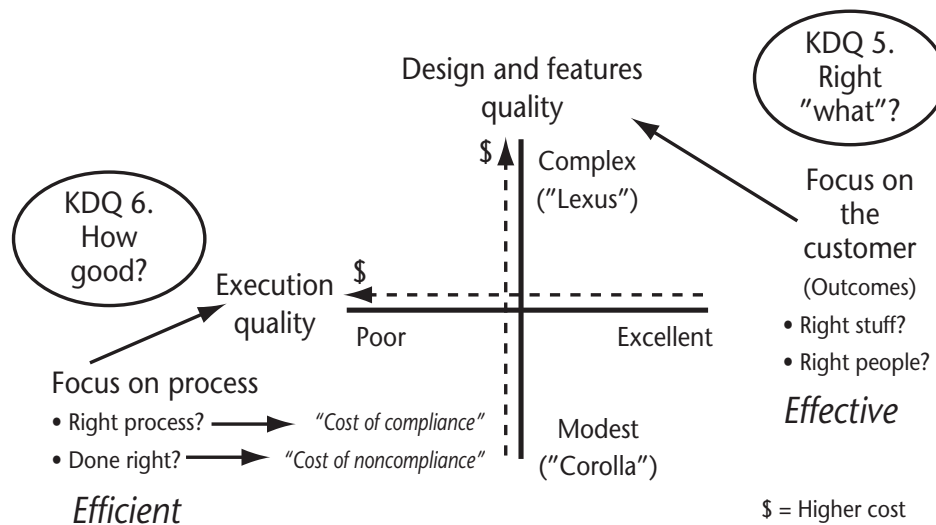 KDQ 5.
Right
"what"?
Design and features
quality
$
Complex
("Lexus")
Focus on
the
customer
(Outcomes)
• Right stuff?
• Right people?
Effective
KDQ 6.
How
good?
Execution
quality
$
Poor
Excellent
Focus on process
• Right process?
"Cost of compliance"
• Done right?
"Cost of noncompliance"
Efficient
Modest
("Corolla")
$ = Higher cost